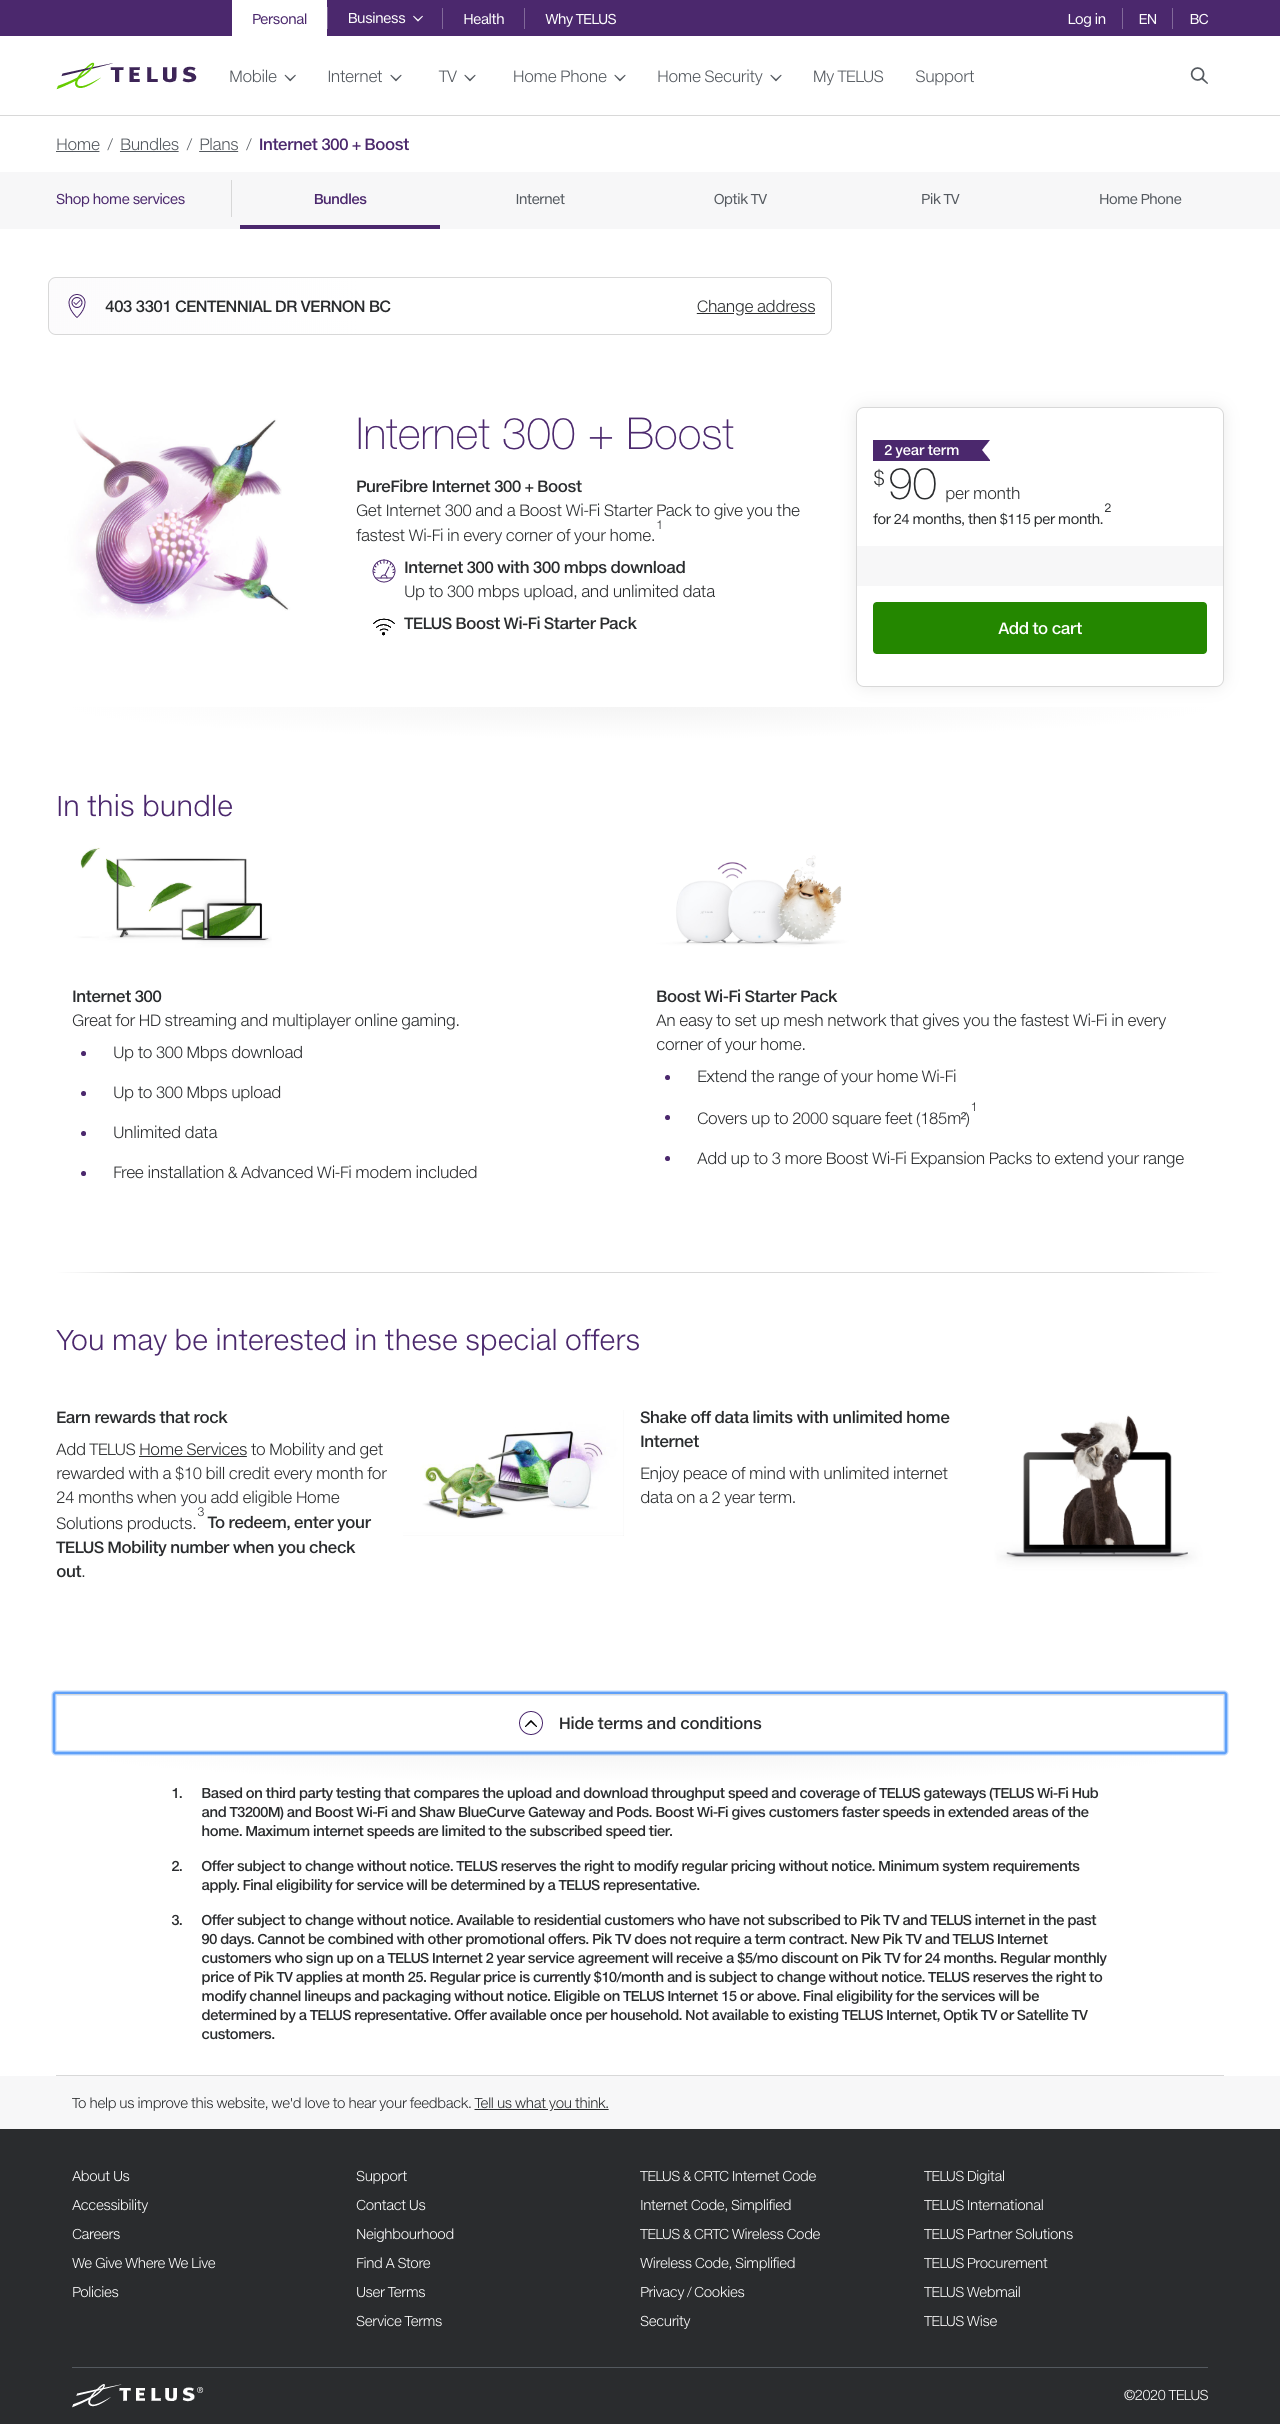 Personal Business Health Why TELUS Log in EN BC
TELUS Mobile Internet TV Home Phone Home Security My TELUS Support
Home / Bundles / Plans / Internet 300 + Boost
Shop home services Bundles Internet Optik TV Pik TV Home Phone
403 3301 CENTENNIAL DR VERNON BC Change address
Internet 300 + Boost
PureFibre Internet 300 + Boost
Get Internet 300 and a Boost Wi-Fi Starter Pack to give you the
fastest Wi-Fi in every corner of your home.1
Internet 300 with 300 mbps download
Up to 300 mbps upload, and unlimited data
TELUS Boost Wi-Fi Starter Pack
2 year term
$90 per month
for 24 months, then $115 per month.2
Add to cart
In this bundle
Internet 300
Great for HD streaming and multiplayer online gaming.
• Up to 300 Mbps download
• Up to 300 Mbps upload
• Unlimited data
• Free installation & Advanced Wi-Fi modem included
Boost Wi-Fi Starter Pack
An easy to set up mesh network that gives you the fastest Wi-Fi in every
corner of your home.
• Extend the range of your home Wi-Fi
• Covers up to 2000 square feet (185m²)1
• Add up to 3 more Boost Wi-Fi Expansion Packs to extend your range
You may be interested in these special offers
Earn rewards that rock
Add TELUS Home Services to Mobility and get
rewarded with a $10 bill credit every month for
24 months when you add eligible Home
Solutions products.3 To redeem, enter your
TELUS Mobility number when you check
out.
Shake off data limits with unlimited home
Internet
Enjoy peace of mind with unlimited internet
data on a 2 year term.
Hide terms and conditions
1. Based on third party testing that compares the upload and download throughput speed and coverage of TELUS gateways (TELUS Wi-Fi Hub
and T3200M) and Boost Wi-Fi and Shaw BlueCurve Gateway and Pods. Boost Wi-Fi gives customers faster speeds in extended areas of the
home. Maximum internet speeds are limited to the subscribed speed tier.
2. Offer subject to change without notice. TELUS reserves the right to modify regular pricing without notice. Minimum system requirements
apply. Final eligibility for service will be determined by a TELUS representative.
3. Offer subject to change without notice. Available to residential customers who have not subscribed to Pik TV and TELUS internet in the past
90 days. Cannot be combined with other promotional offers. Pik TV does not require a term contract. New Pik TV and TELUS Internet
customers who sign up on a TELUS Internet 2 year service agreement will receive a $5/mo discount on Pik TV for 24 months. Regular monthly
price of Pik TV applies at month 25. Regular price is currently $10/month and is subject to change without notice. TELUS reserves the right to
modify channel lineups and packaging without notice. Eligible on TELUS Internet 15 or above. Final eligibility for the services will be
determined by a TELUS representative. Offer available once per household. Not available to existing TELUS Internet, Optik TV or Satellite TV
customers.
To help us improve this website, we'd love to hear your feedback. Tell us what you think.
About Us
Accessibility
Careers
We Give Where We Live
Policies
Support
Contact Us
Neighbourhood
Find A Store
User Terms
Service Terms
TELUS & CRTC Internet Code
Internet Code, Simplified
TELUS & CRTC Wireless Code
Wireless Code, Simplified
Privacy / Cookies
Security
TELUS Digital
TELUS International
TELUS Partner Solutions
TELUS Procurement
TELUS Webmail
TELUS Wise
TELUS® ©2020 TELUS